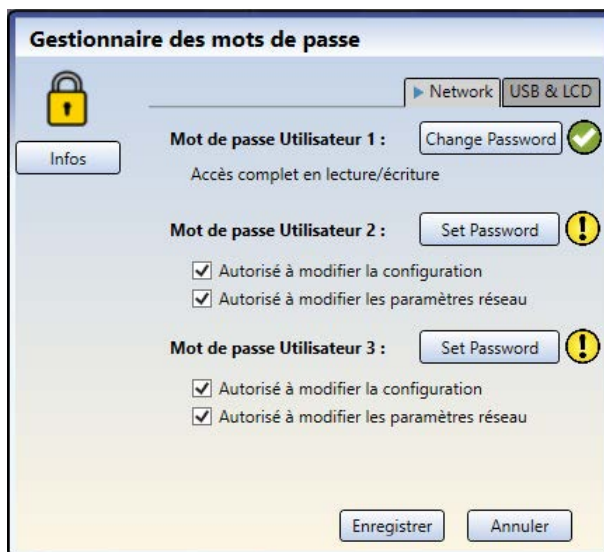 Gestionnaire des mots de passe
Network USB & LCD
Infos
Mot de passe Utilisateur 1 : Change Password
Accès complet en lecture/écriture
Mot de passe Utilisateur 2 : Set Password
Autorisé à modifier la configuration
Autorisé à modifier les paramètres réseau
Mot de passe Utilisateur 3 : Set Password
Autorisé à modifier la configuration
Autorisé à modifier les paramètres réseau
Enregistrer Annuler